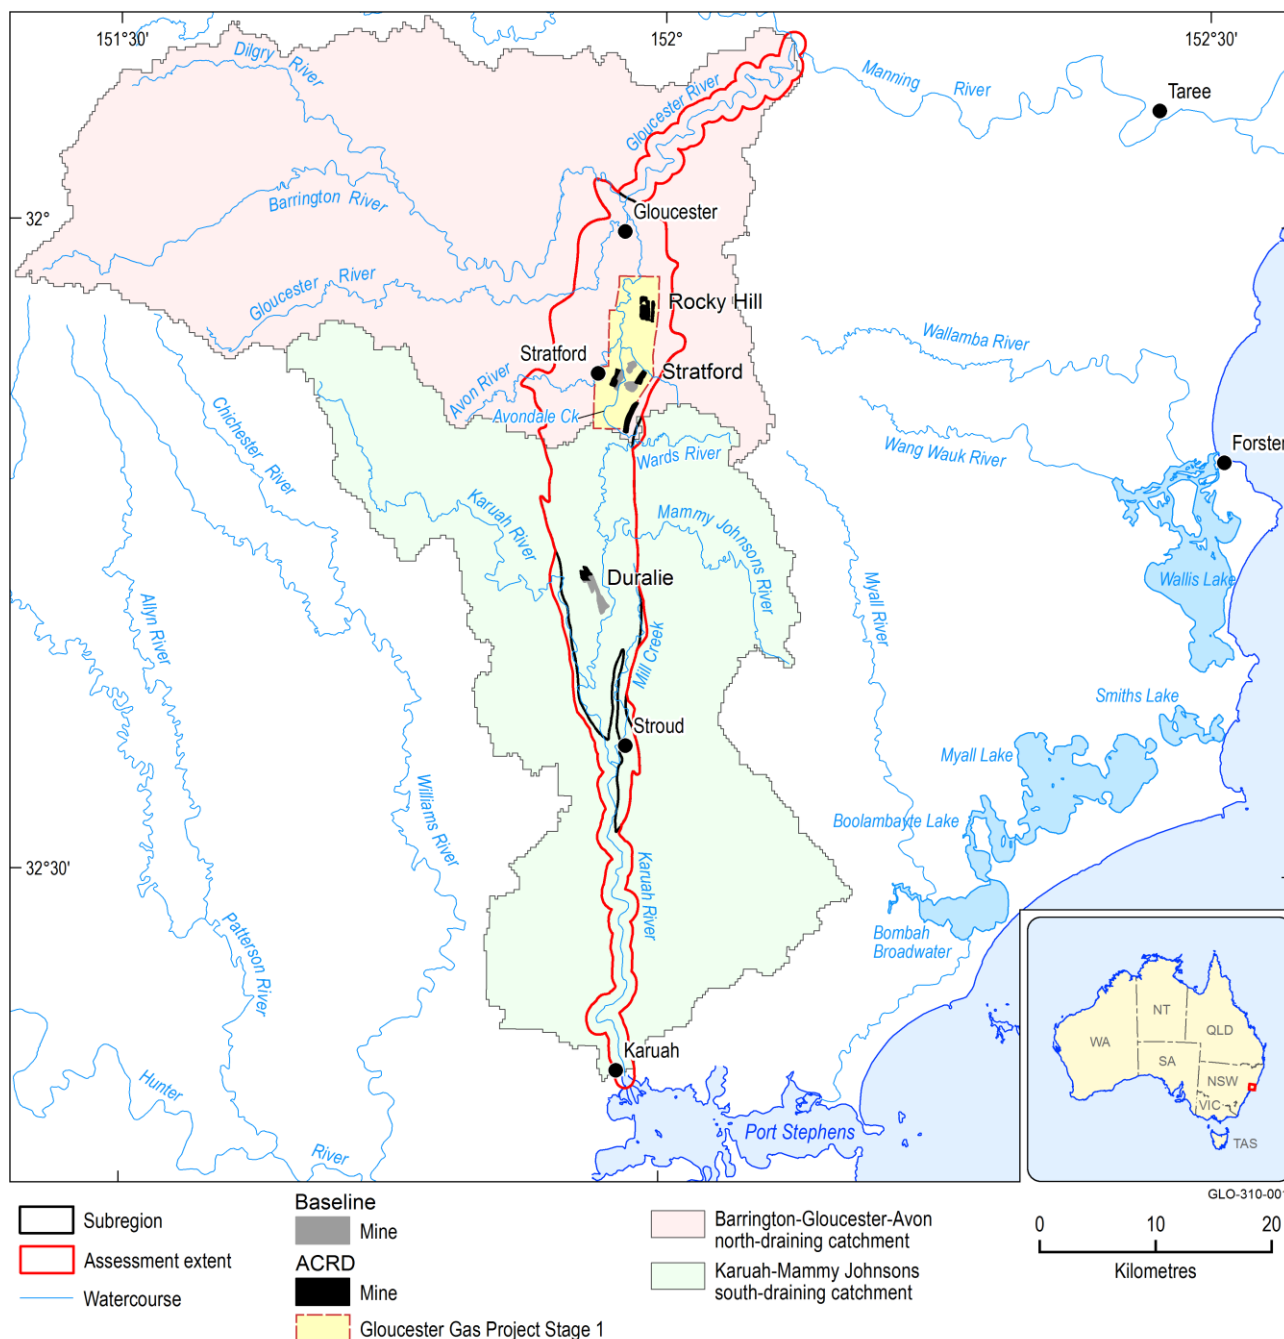 151°30'
152°
152°30'
Dilgry River
Gloucester River
Manning River
Taree
Barrington River
32°
Gloucester
Gloucester River
Rocky Hill
Wallamba River
Stratford
Stratford
Avon River
Chichester River
Avondale Ck
Wang Wauk River
Forster
Wards River
Karuah River
Mammy Johnsons River
Duralie
Wallis Lake
Allyn River
Myall River
Mill Creek
Smiths Lake
Stroud
Myall Lake
Williams River
Boolambayte Lake
32°30'
Karuah River
Patterson River
Bombah
Broadwater
Karuah
Hunter River
Port Stephens
NT
QLD
WA
SA
NSW
VIC
TAS
GLO-310-001
Subregion
Assessment extent
Watercourse
Baseline
Mine
ACRD
Mine
Gloucester Gas Project Stage 1
Barrington-Gloucester-Avon
north-draining catchment
Karuah-Mammy Johnsons
south-draining catchment
0 10 20
Kilometres